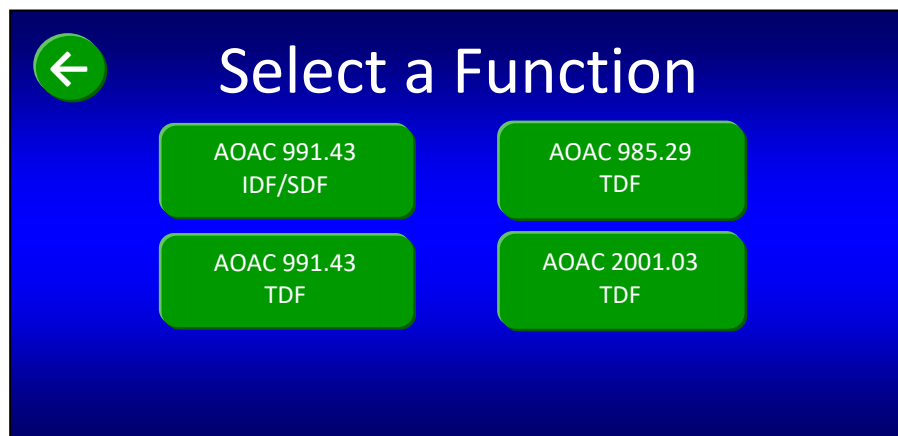 Select a Function
AOAC 991.43
IDF/SDF
AOAC 985.29
TDF
AOAC 991.43
TDF
AOAC 2001.03
TDF